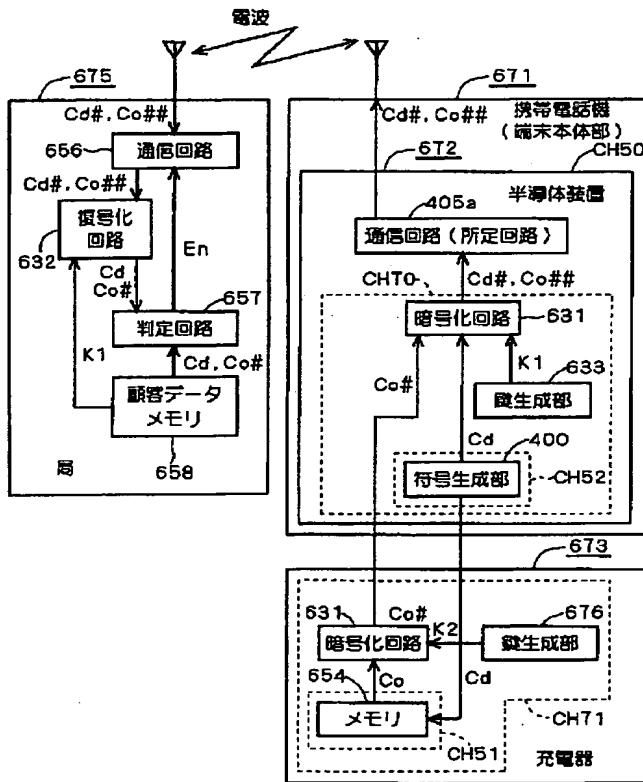 電波
675
Cd#,Co##
656
通信回路
Cd#,Co##
復号化
回路
632
Cd
Co#
En
657
判定回路
K1
Cd,Co#
顧客データ
メモリ
658
局
671
携帯電話機
(端末本体部)
Cd#,Co##
672
CH50
半導体装置
405a
通信回路(所定回路)
CHT0
Cd#,Co##
暗号化回路
631
Co#
K1
633
鍵生成部
Cd
400
符号生成部
CH52
673
631
Co#
676
暗号化回路
K2
鍵生成部
654
Co
Cd
メモリ
CH51
CH71
充電器